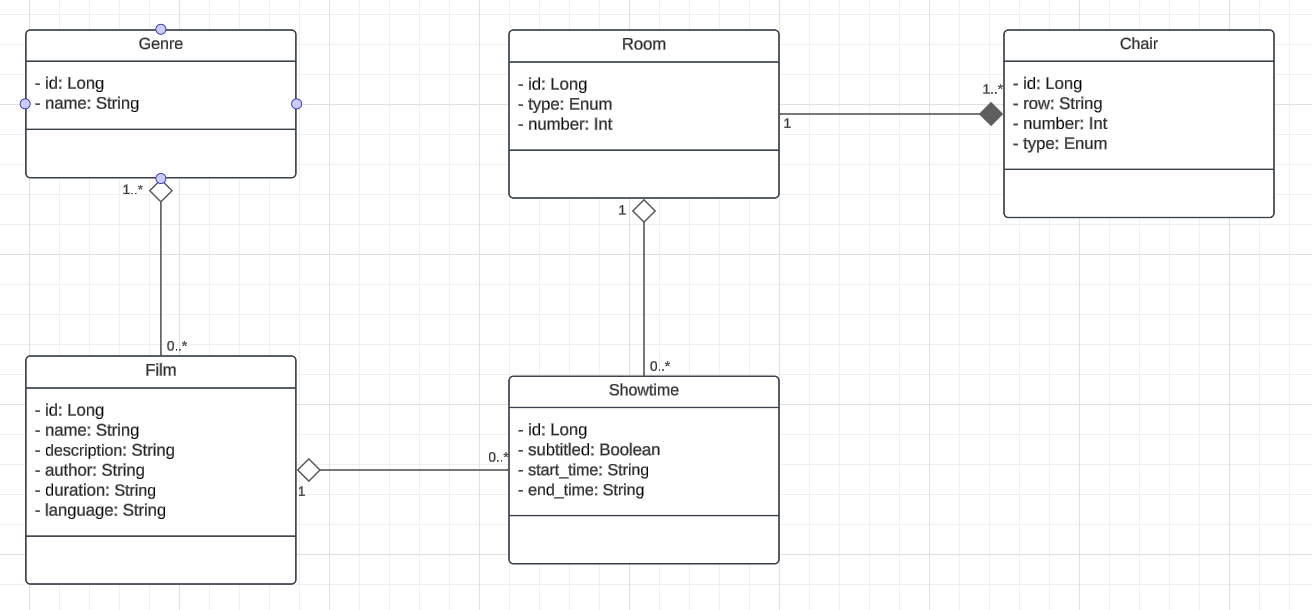 Genre
- id: Long
- name: String
1..*
0..*
Film
- id: Long
- name: String
- description: String
- author: String
- duration: String
- language: String
1
0..*
Room
- id: Long
- type: Enum
- number: Int
1
1
0..*
Showtime
- id: Long
- subtitled: Boolean
- start_time: String
- end_time: String
1..*
Chair
- id: Long
- row: String
- number: Int
- type: Enum